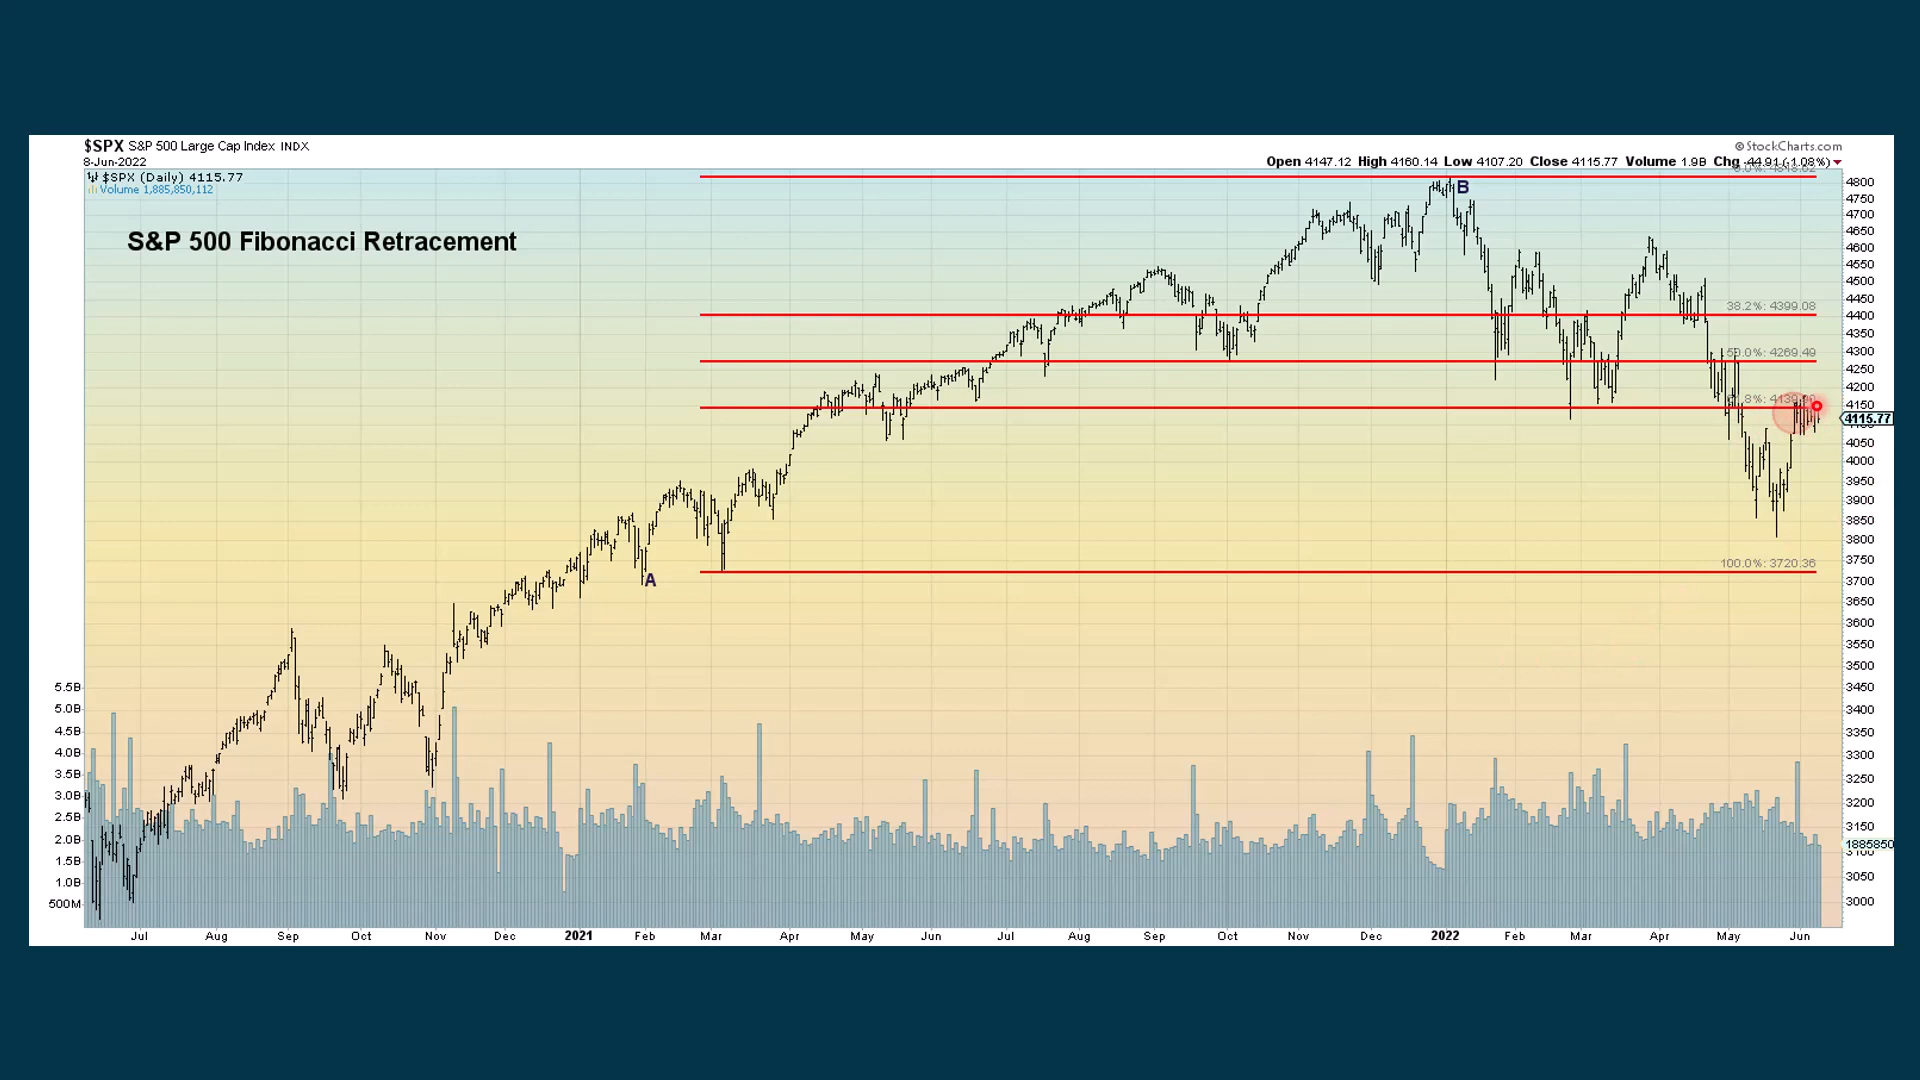 $SPX S&P 500 Large Cap Index INDX
© StockCharts.com
8-Jun-2022
Open 4147.12 High 4160.14 Low 4107.20 Close 4115.77 Volume 1.9B Chg -44.91 (-1.08%)
$SPX (Daily) 4115.77
Volume 1,885,850,112
S&P 500 Fibonacci Retracement
B
38.2%: 4399.08
50.0%: 4269.49
100.0%: 3720.36
A
4800
4750
4700
4650
4600
4550
4500
4450
4400
4350
4300
4250
4200
4150
4115.77
4050
4000
3950
3900
3850
3800
3750
3700
3650
3600
3550
3500
3450
3400
3350
3300
3250
3200
3150
1885850
3050
3000
5.5B
5.0B
4.5B
4.0B
3.5B
3.0B
2.5B
2.0B
1.5B
1.0B
500M
Jul Aug Sep Oct Nov Dec 2021 Feb Mar Apr May Jun Jul Aug Sep Oct Nov Dec 2022 Feb Mar Apr May Jun